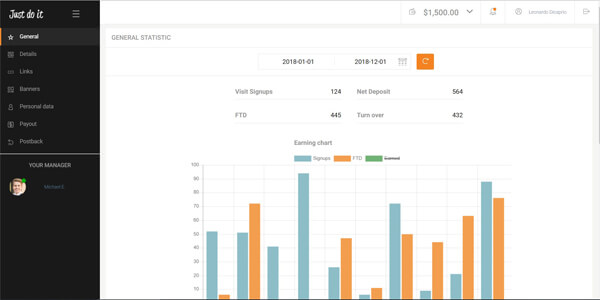 Just do it
$1,500.00
Leonardo Dicaprio
General
Details
Links
Banners
Personal data
Payout
Postback
YOUR MANAGER
Michael C
GENERAL STATISTIC
2018-01-01 2018-12-01
Visit Signups 124 Net Deposit 564
FTD 445 Turn over 432
Earning chart
Signups FTD Earned
100
90
80
70
60
50
40
30
20
10